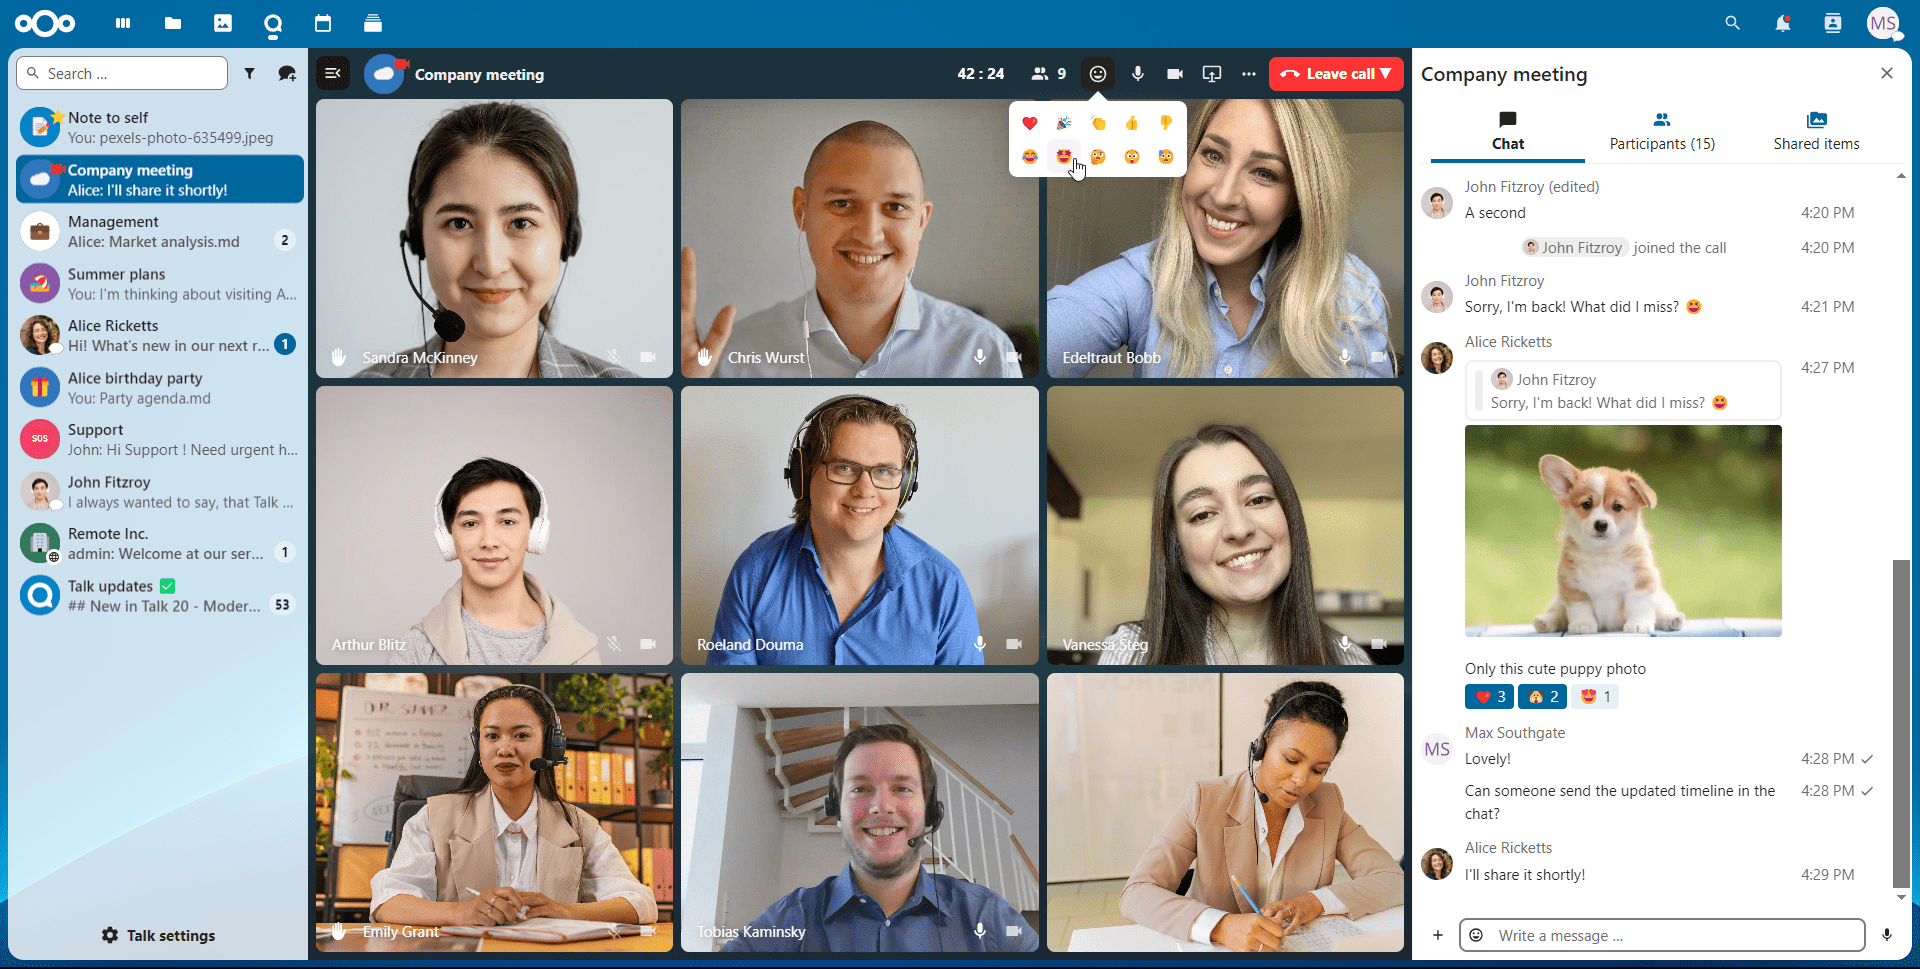 MS
Search ...
Note to self
You: pexels-photo-635499.jpeg
Company meeting
Alice: I'll share it shortly!
Management
Alice: Market analysis.md
2
Summer plans
You: I'm thinking about visiting A...
Alice Ricketts
Hi! What's new in our next r...
1
Alice birthday party
You: Party agenda.md
SOS
Support
John: Hi Support ! Need urgent h...
John Fitzroy
I always wanted to say, that Talk ...
Remote Inc.
admin: Welcome at our ser...
1
Talk updates ✅
## New in Talk 20 - Moder...
53
Talk settings
Company meeting
42 : 24
9
Leave call ▼
Sandra McKinney
Chris Wurst
Edeltraut Bobb
Arthur Blitz
Roeland Douma
Vanessa Steg
Emily Grant
Tobias Kaminsky
Company meeting
Chat
Participants (15)
Shared items
John Fitzroy (edited)
A second
4:20 PM
John Fitzroy joined the call
4:20 PM
John Fitzroy
Sorry, I'm back! What did I miss? 😆
4:21 PM
Alice Ricketts
4:27 PM
John Fitzroy
Sorry, I'm back! What did I miss? 😆
Only this cute puppy photo
❤️ 3
🙈 2
😍 1
MS
Max Southgate
Lovely!
4:28 PM
Can someone send the updated timeline in the
chat?
4:28 PM
Alice Ricketts
I'll share it shortly!
4:29 PM
Write a message ...